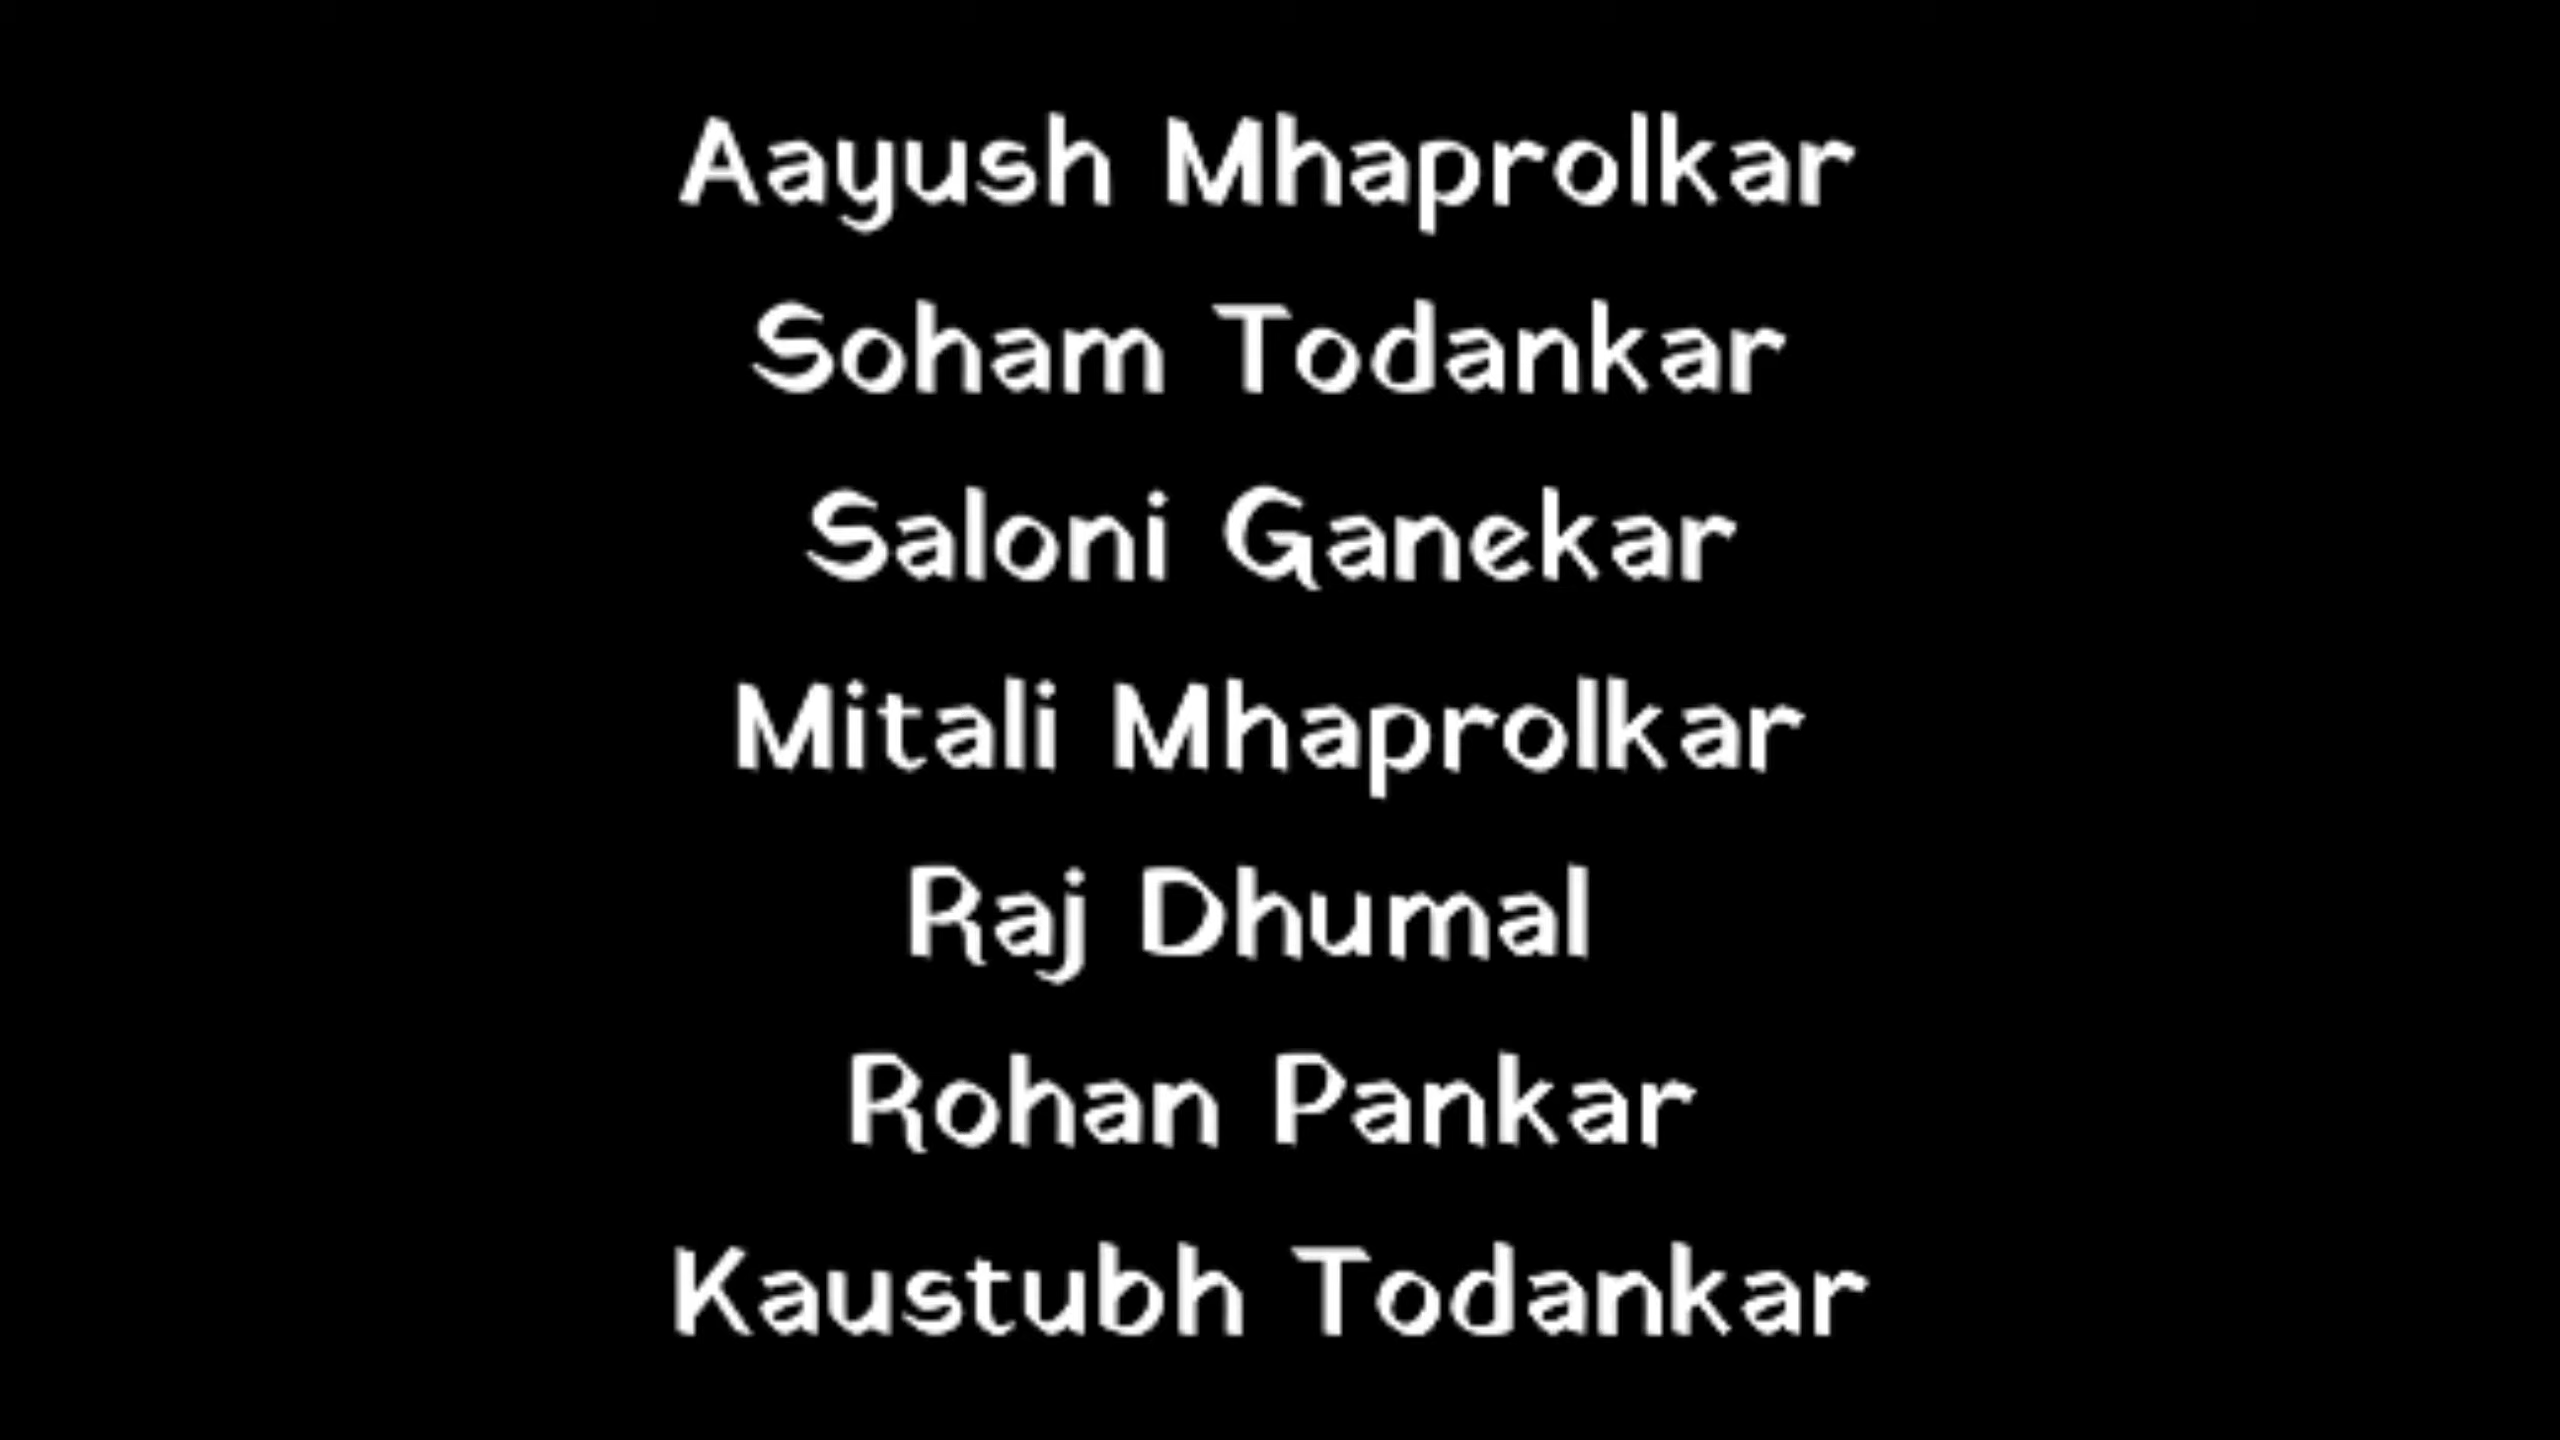 Aayush Mhaprolkar
Soham Todankar
Saloni Ganekar
Mitali Mhaprolkar
Raj Dhumal
Rohan Pankar
Kaustubh Todankar